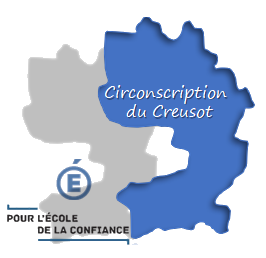 Circonscription
du Creusot
É
POUR L'ÉCOLE
DE LA CONFIANCE